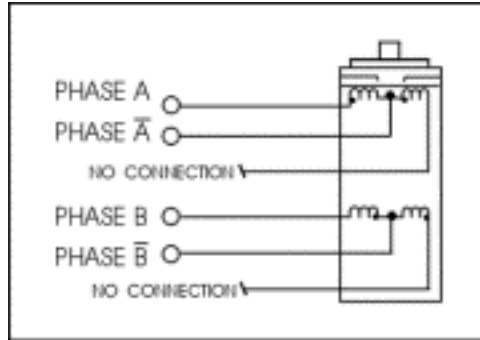 PHASE A
PHASE A̅
NO CONNECTION
PHASE B
PHASE B̅
NO CONNECTION